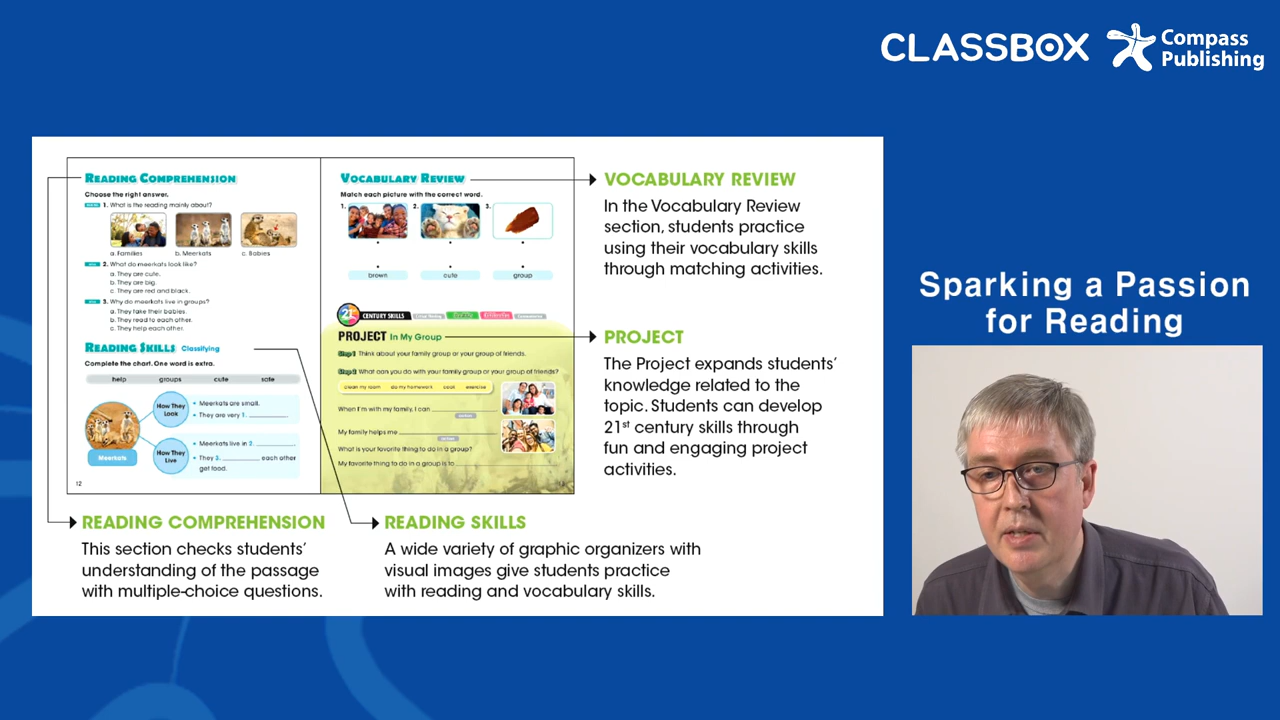 CLASSBOX
Compass
Publishing
READING COMPREHENSION
Choose the right answer.
1. What is the reading mainly about?
a. Families
b. Meerkats
c. Babies
2. What do meerkats look like?
a. They are cute.
b. They are big.
c. They are red and black.
3. Why do meerkats live in groups?
a. They take their babies.
b. They read to each other.
c. They help each other.
READING SKILLS Classifying
Complete the chart. One word is extra.
help groups cute safe
How They
Look
• Meerkats are small.
• They are very 1. ________
Meerkats
How They
Live
• Meerkats live in 2. ________
• They 3. ________ each other
get food.
12
VOCABULARY REVIEW
Match each picture with the correct word.
1. 2. 3.
brown cute group
21 CENTURY SKILLS
PROJECT In My Group
Step 1 Think about your family group or your group of friends.
Step 2 What can you do with your family group or your group of friends?
clean my room do my homework cook exercise
When I'm with my family, I can ________
My family helps me ________
What is your favorite thing to do in a group?
My favorite thing to do in a group is to ________
VOCABULARY REVIEW
In the Vocabulary Review
section, students practice
using their vocabulary skills
through matching activities.
PROJECT
The Project expands students'
knowledge related to the
topic. Students can develop
21st century skills through
fun and engaging project
activities.
READING COMPREHENSION
This section checks students'
understanding of the passage
with multiple-choice questions.
READING SKILLS
A wide variety of graphic organizers with
visual images give students practice
with reading and vocabulary skills.
Sparking a Passion
for Reading